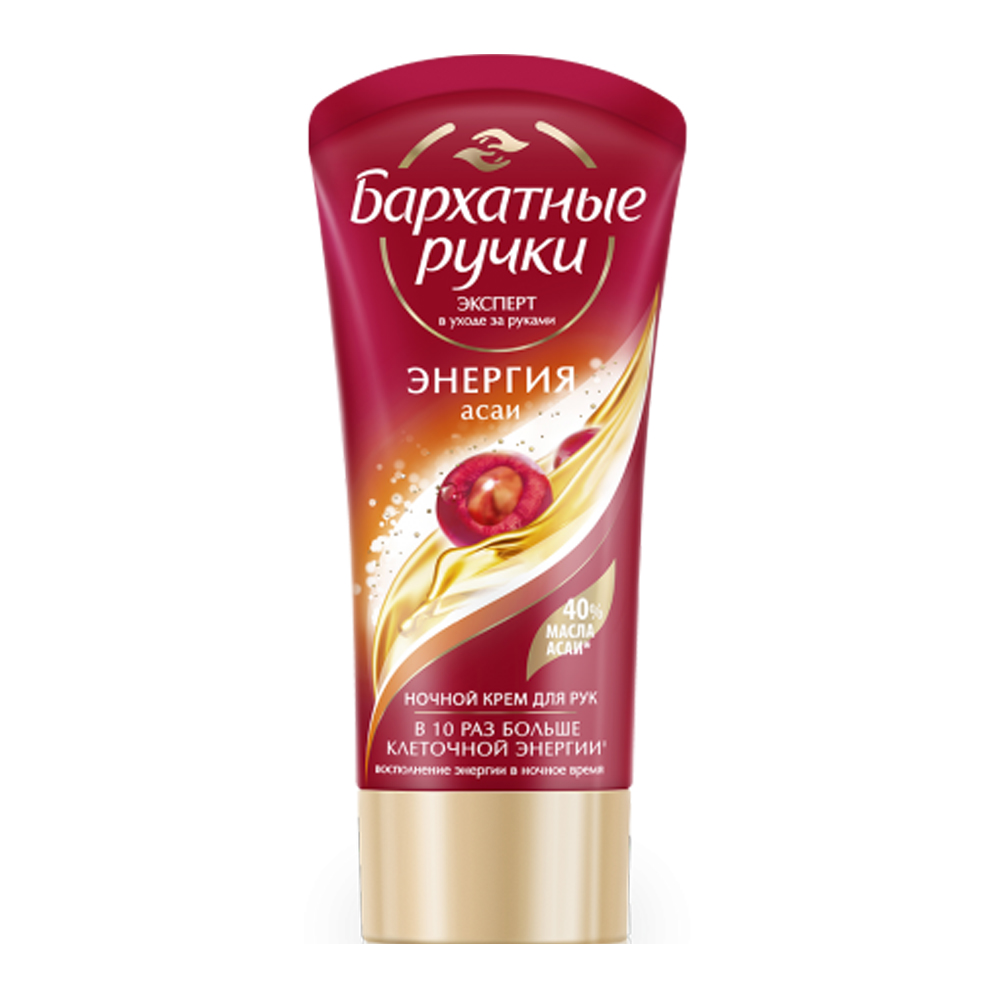 Бархатные
ручки
ЭКСПЕРТ
в уходе за руками
ЭНЕРГИЯ
асаи
40%
МАСЛА
АСАИ*
НОЧНОЙ КРЕМ ДЛЯ РУК
В 10 РАЗ БОЛЬШЕ
КЛЕТОЧНОЙ ЭНЕРГИИ
восполнение энергии в ночное время